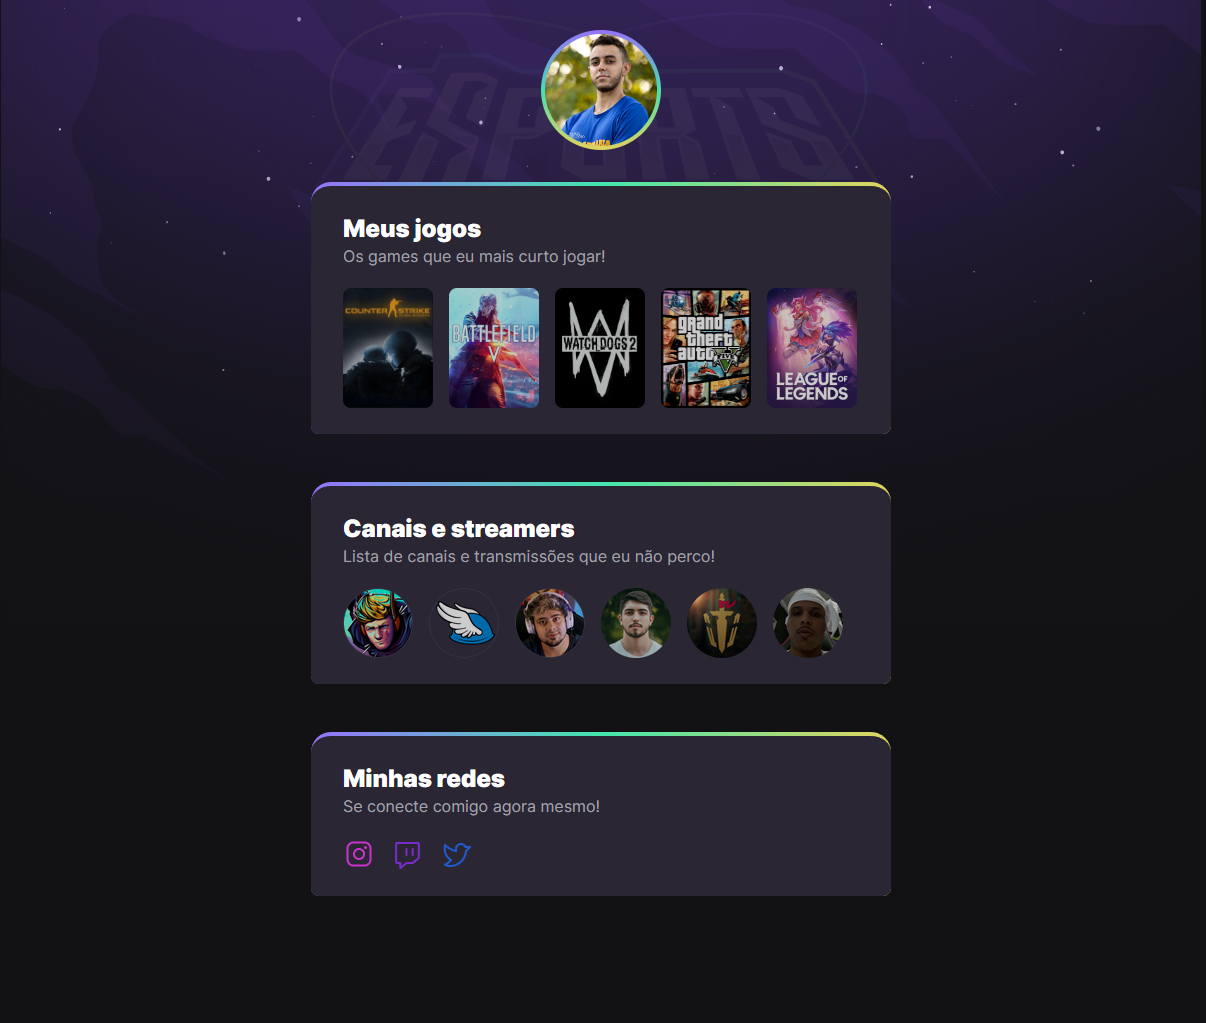 ESPORTS
Meus jogos
Os games que eu mais curto jogar!
COUNTER STRIKE
BATTLEFIELD
V
WATCH DOGS 2
grand
theft
auto
V
LEAGUE OF
LEGENDS
Canais e streamers
Lista de canais e transmissões que eu não perco!
Minhas redes
Se conecte comigo agora mesmo!